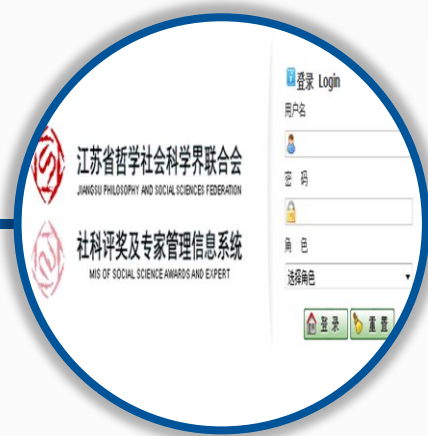 江苏省哲学社会科学界联合会
JIANGSU PHILOSOPHY AND SOCIAL SCIENCES FEDERATION
社科评奖及专家管理信息系统
MIS OF SOCIAL SCIENCE AWARDS AND EXPERT
登录 Login
用户名
密 码
角 色
选择角色
登 录
重 置